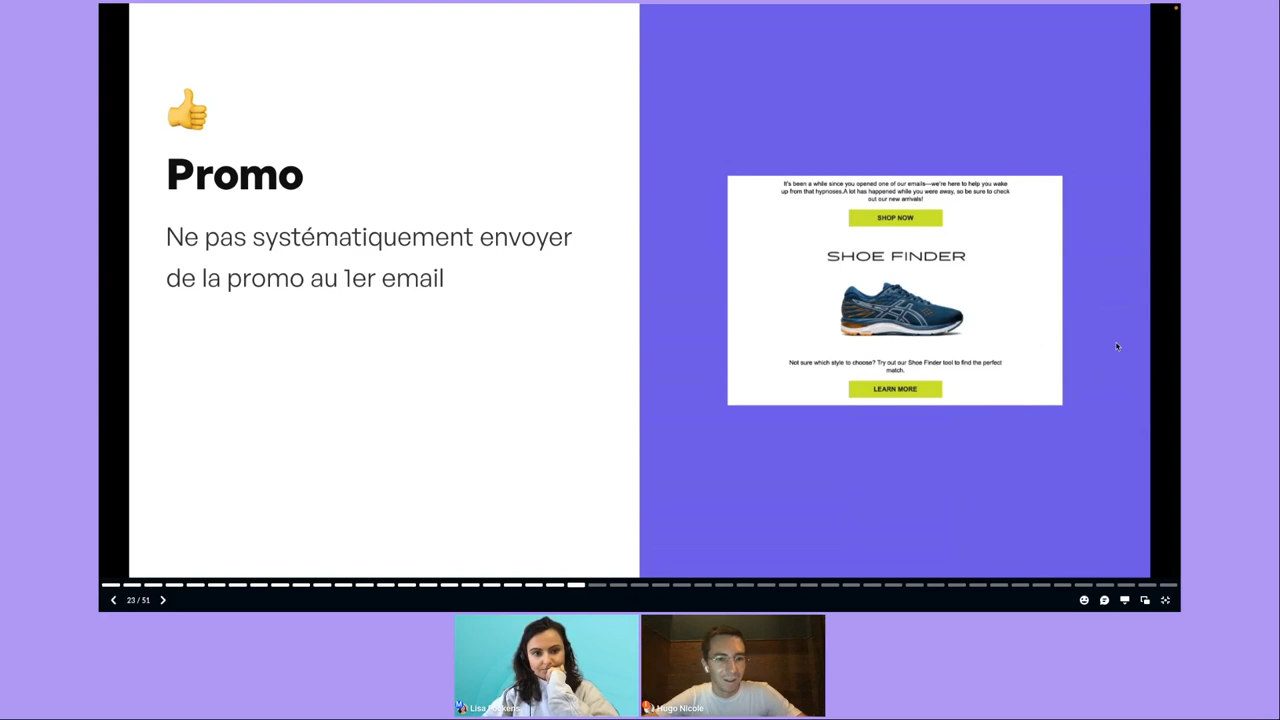 Promo
Ne pas systématiquement envoyer
de la promo au 1er email
It's been a while since you opened one of our emails—we're here to help you wake
up from that hypnoses.A lot has happened while you were away, so be sure to check
out our new arrivals!
SHOP NOW
SHOE FINDER
Not sure which style to choose? Try out our Shoe Finder tool to find the perfect
match.
LEARN MORE
23 / 51
Lisa
Hugo Nicole